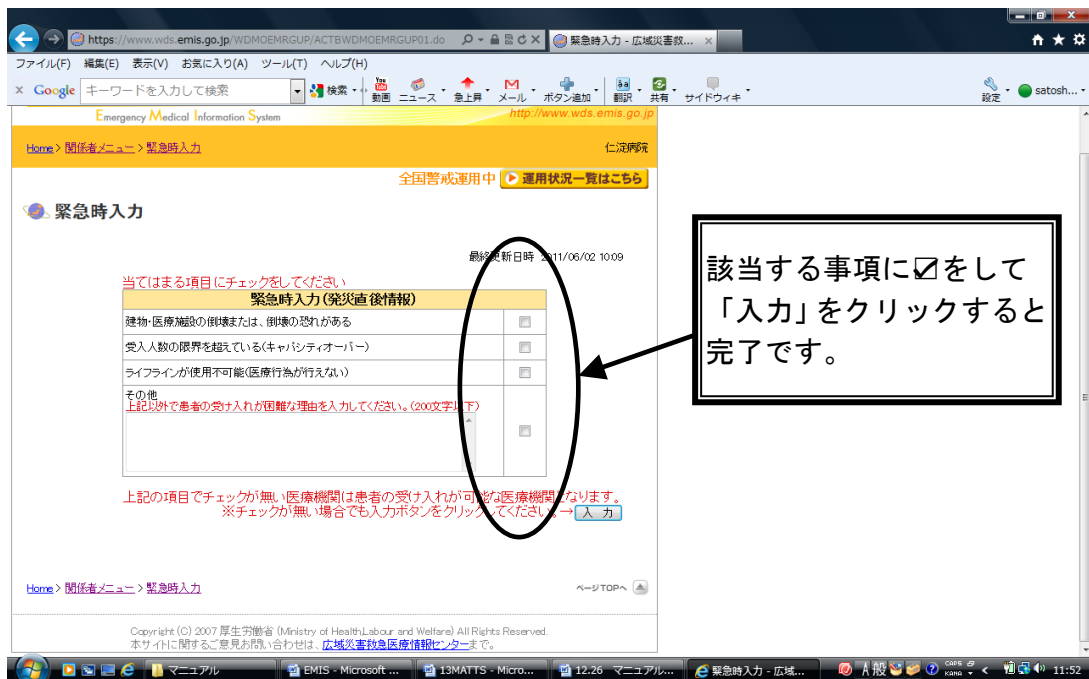 https://www.wds.emis.go.jp/WDMOEMRGUP/ACTBWDMOEMRGUP01.do
緊急時入力 - 広域災害救...
ファイル(F) 編集(E) 表示(V) お気に入り(A) ツール(T) ヘルプ(H)
x Google キーワードを入力して検索 検索 You 動画 ニュース 急上昇 メール ボタン追加 翻訳 共有 サイドウィキ 設定 satosh...
Emergency Medical Information System http://www.wds.emis.go.jp
Home > 関係者メニュー > 緊急時入力 仁淀病院
全国警戒運用中 運用状況一覧はこちら
緊急時入力
最終更新日時 2011/06/02 10:09
当てはまる項目にチェックをしてください
緊急時入力(発災直後情報)
建物・医療施設の倒壊または、倒壊の恐れがある
受入人数の限界を超えている(キャパシティオーバー)
ライフラインが使用不可能(医療行為が行えない)
その他
上記以外で患者の受け入れが困難な理由を入力してください。(200文字以下)
上記の項目でチェックが無い医療機関は患者の受け入れが可能な医療機関となります。
※チェックが無い場合でも入力ボタンをクリックしてください。→ 入 力
該当する事項に☑をして
「入力」をクリックすると
完了です。
Home > 関係者メニュー > 緊急時入力 ページTOPへ
Copyright (C) 2007 厚生労働省 (Ministry of Health,Labour and Welfare) All Rights Reserved.
本サイトに関するご意見お問い合わせは、広域災害救急医療情報センターまで。
マニュアル EMIS - Microsoft ... 13MATTS - Micro... 12.26 マニュアル... 緊急時入力 - 広域... A 般 CAPS KANA 11:52